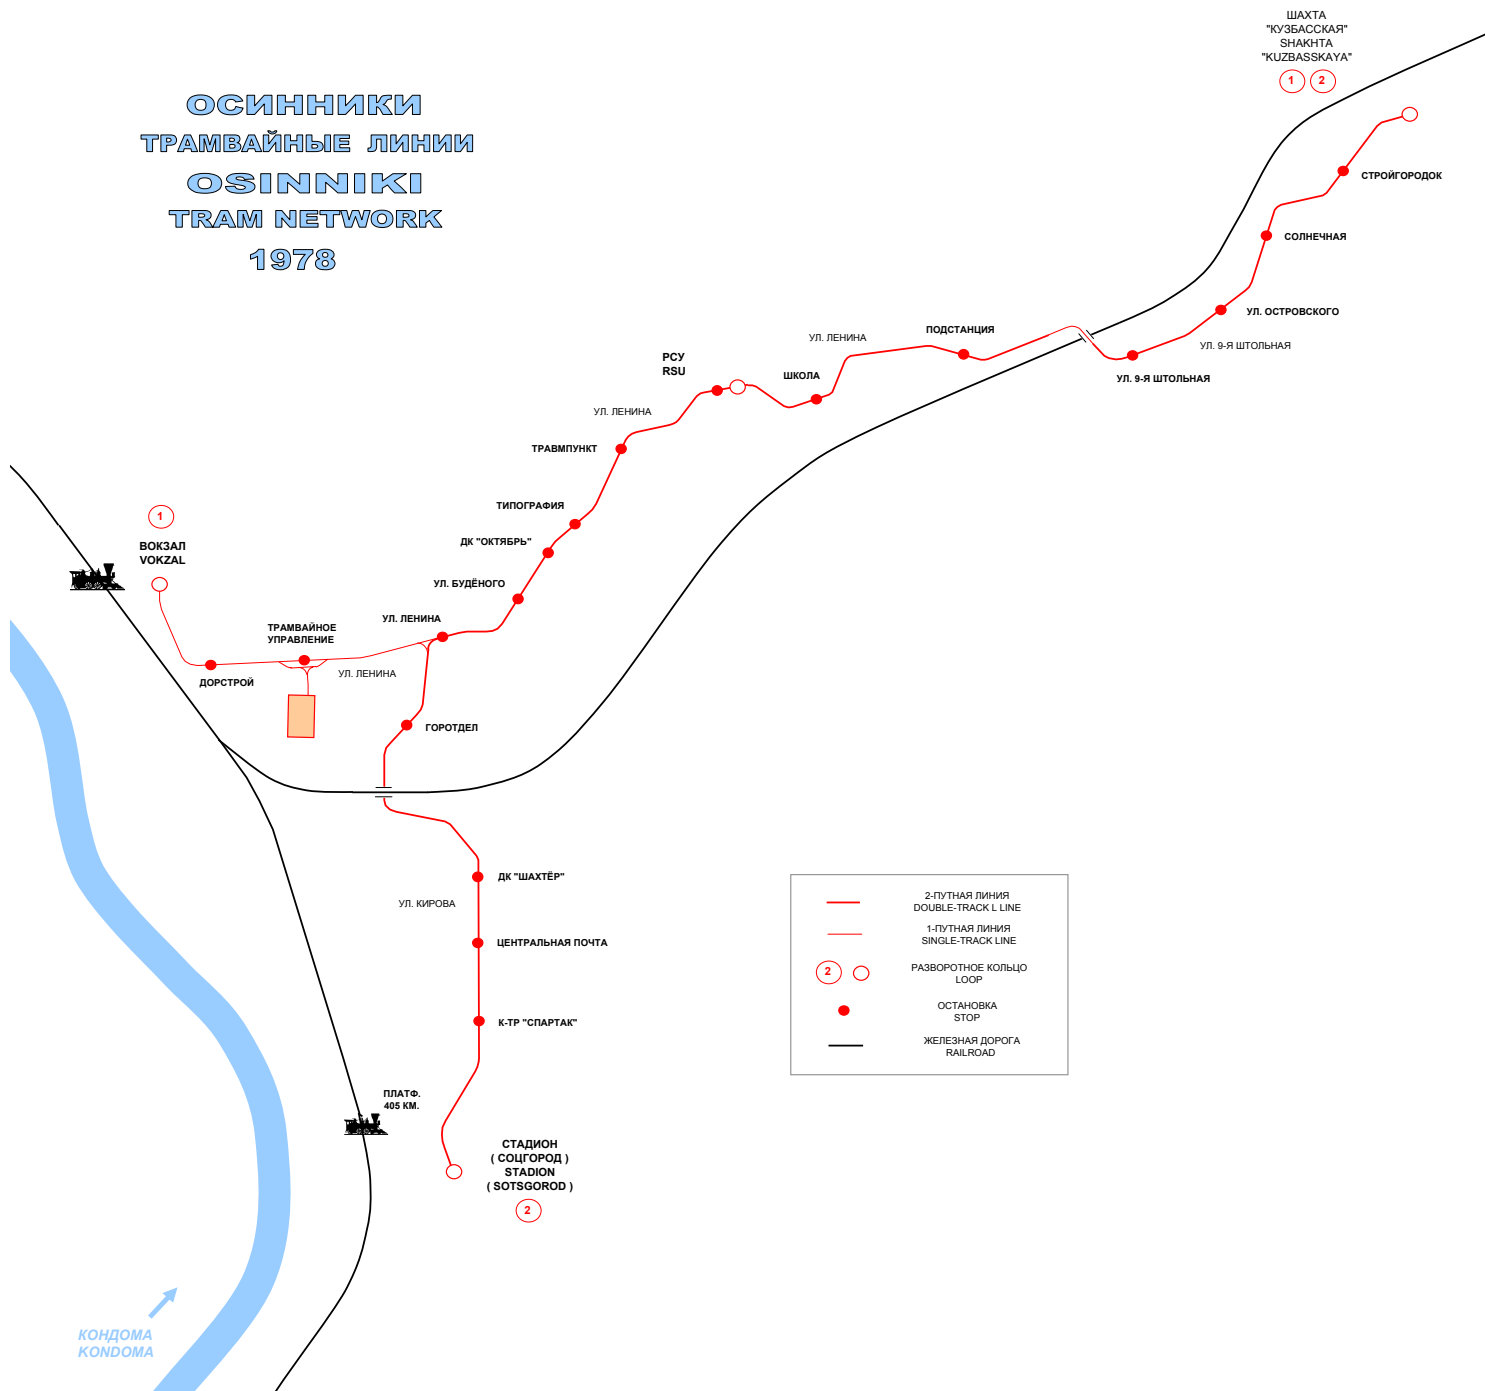 ШАХТА
"КУЗБАССКАЯ"
SHAKHTA
"KUZBASSKAYA"
1 2
ОСИННИКИ
ТРАМВАЙНЫЕ ЛИНИИ
OSINNIKI
TRAM NETWORK
1978
СТРОЙГОРОДОК
СОЛНЕЧНАЯ
УЛ. ОСТРОВСКОГО
УЛ. 9-Я ШТОЛЬНАЯ
УЛ. 9-Я ШТОЛЬНАЯ
ПОДСТАНЦИЯ
УЛ. ЛЕНИНА
ШКОЛА
РСУ
RSU
УЛ. ЛЕНИНА
ТРАВМПУНКТ
ТИПОГРАФИЯ
ДК "ОКТЯБРЬ"
УЛ. БУДЁНОГО
УЛ. ЛЕНИНА
1
ВОКЗАЛ
VOKZAL
ТРАМВАЙНОЕ
УПРАВЛЕНИЕ
УЛ. ЛЕНИНА
ДОРСТРОЙ
ГОРОТДЕЛ
ДК "ШАХТЁР"
УЛ. КИРОВА
ЦЕНТРАЛЬНАЯ ПОЧТА
К-ТР "СПАРТАК"
ПЛАТФ.
405 КМ.
СТАДИОН
( СОЦГОРОД )
STADION
( SOTSGOROD )
2
2-ПУТНАЯ ЛИНИЯ
DOUBLE-TRACK L LINE
1-ПУТНАЯ ЛИНИЯ
SINGLE-TRACK LINE
2
РАЗВОРОТНОЕ КОЛЬЦО
LOOP
ОСТАНОВКА
STOP
ЖЕЛЕЗНАЯ ДОРОГА
RAILROAD
КОНДОМА
KONDOMA